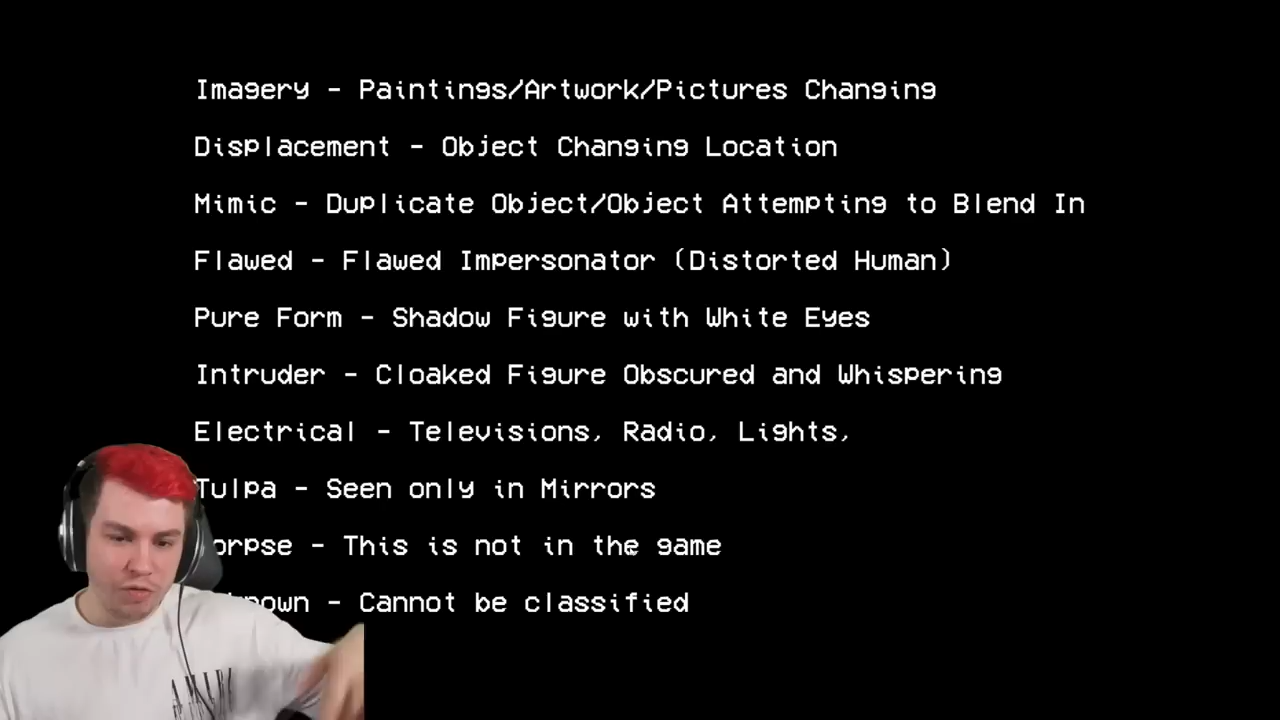 Imagery - Paintings/Artwork/Pictures Changing
Displacement - Object Changing Location
Mimic - Duplicate Object/Object Attempting to Blend In
Flawed - Flawed Impersonator (Distorted Human)
Pure Form - Shadow Figure with White Eyes
Intruder - Cloaked Figure Obscured and Whispering
Electrical - Televisions, Radio, Lights,
Tulpa - Seen only in Mirrors
orpse - This is not in the game
nown - Cannot be classified